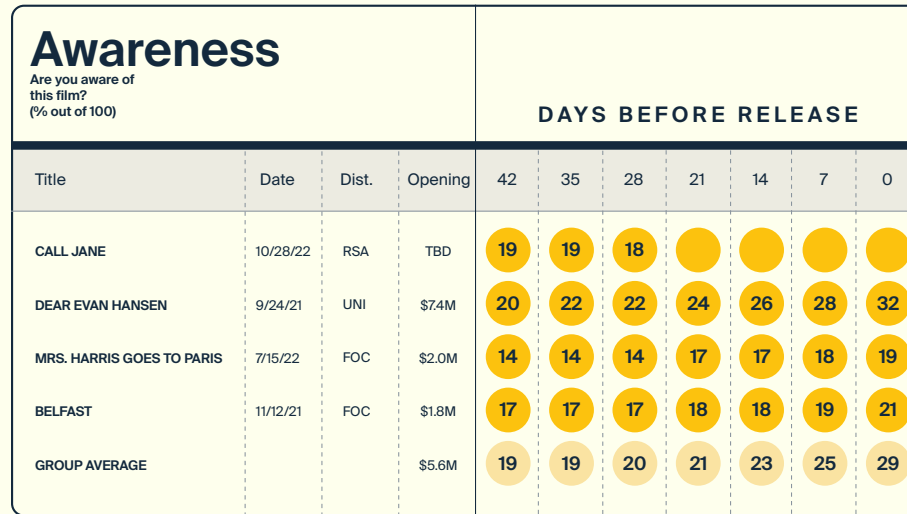 Awareness
Are you aware of
this film?
(% out of 100)
DAYS BEFORE RELEASE
Title Date Dist. Opening 42 35 28 21 14 7 0
CALL JANE 10/28/22 RSA TBD 19 19 18
DEAR EVAN HANSEN 9/24/21 UNI $7.4M 20 22 22 24 26 28 32
MRS. HARRIS GOES TO PARIS 7/15/22 FOC $2.0M 14 14 14 17 17 18 19
BELFAST 11/12/21 FOC $1.8M 17 17 17 18 18 19 21
GROUP AVERAGE $5.6M 19 19 20 21 23 25 29